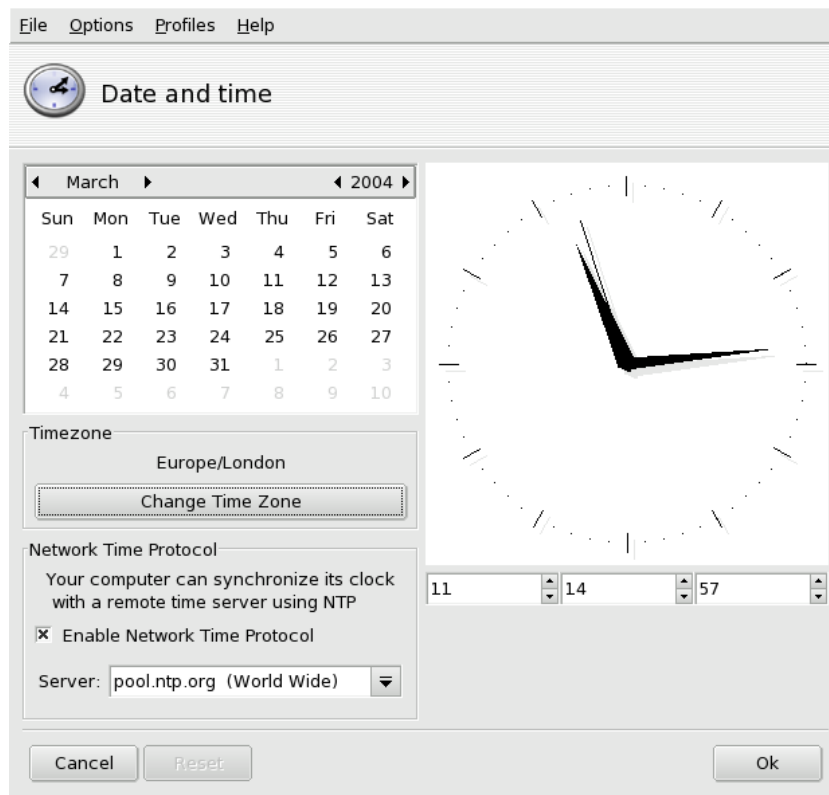 File Options Profiles Help
Date and time
March 2004
Sun Mon Tue Wed Thu Fri Sat
29 1 2 3 4 5 6
7 8 9 10 11 12 13
14 15 16 17 18 19 20
21 22 23 24 25 26 27
28 29 30 31 1 2 3
4 5 6 7 8 9 10
Timezone
Europe/London
Change Time Zone
Network Time Protocol
Your computer can synchronize its clock
with a remote time server using NTP
Enable Network Time Protocol
Server: pool.ntp.org (World Wide)
11 14 57
Cancel Reset Ok